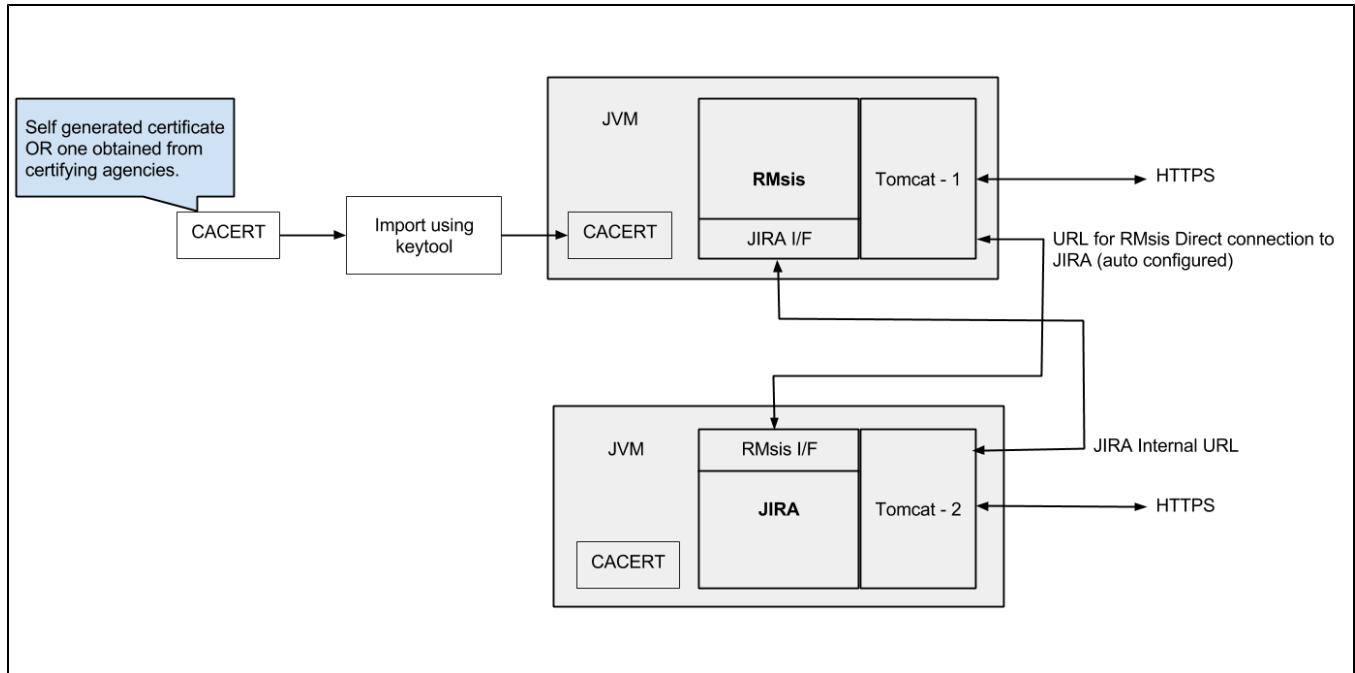 Self generated certificate
OR one obtained from
certifying agencies.
CACERT
Import using
keytool
JVM
CACERT
RMsis
JIRA I/F
Tomcat - 1
HTTPS
URL for RMsis Direct connection to
JIRA (auto configured)
JVM
RMsis I/F
JIRA
CACERT
Tomcat - 2
JIRA Internal URL
HTTPS